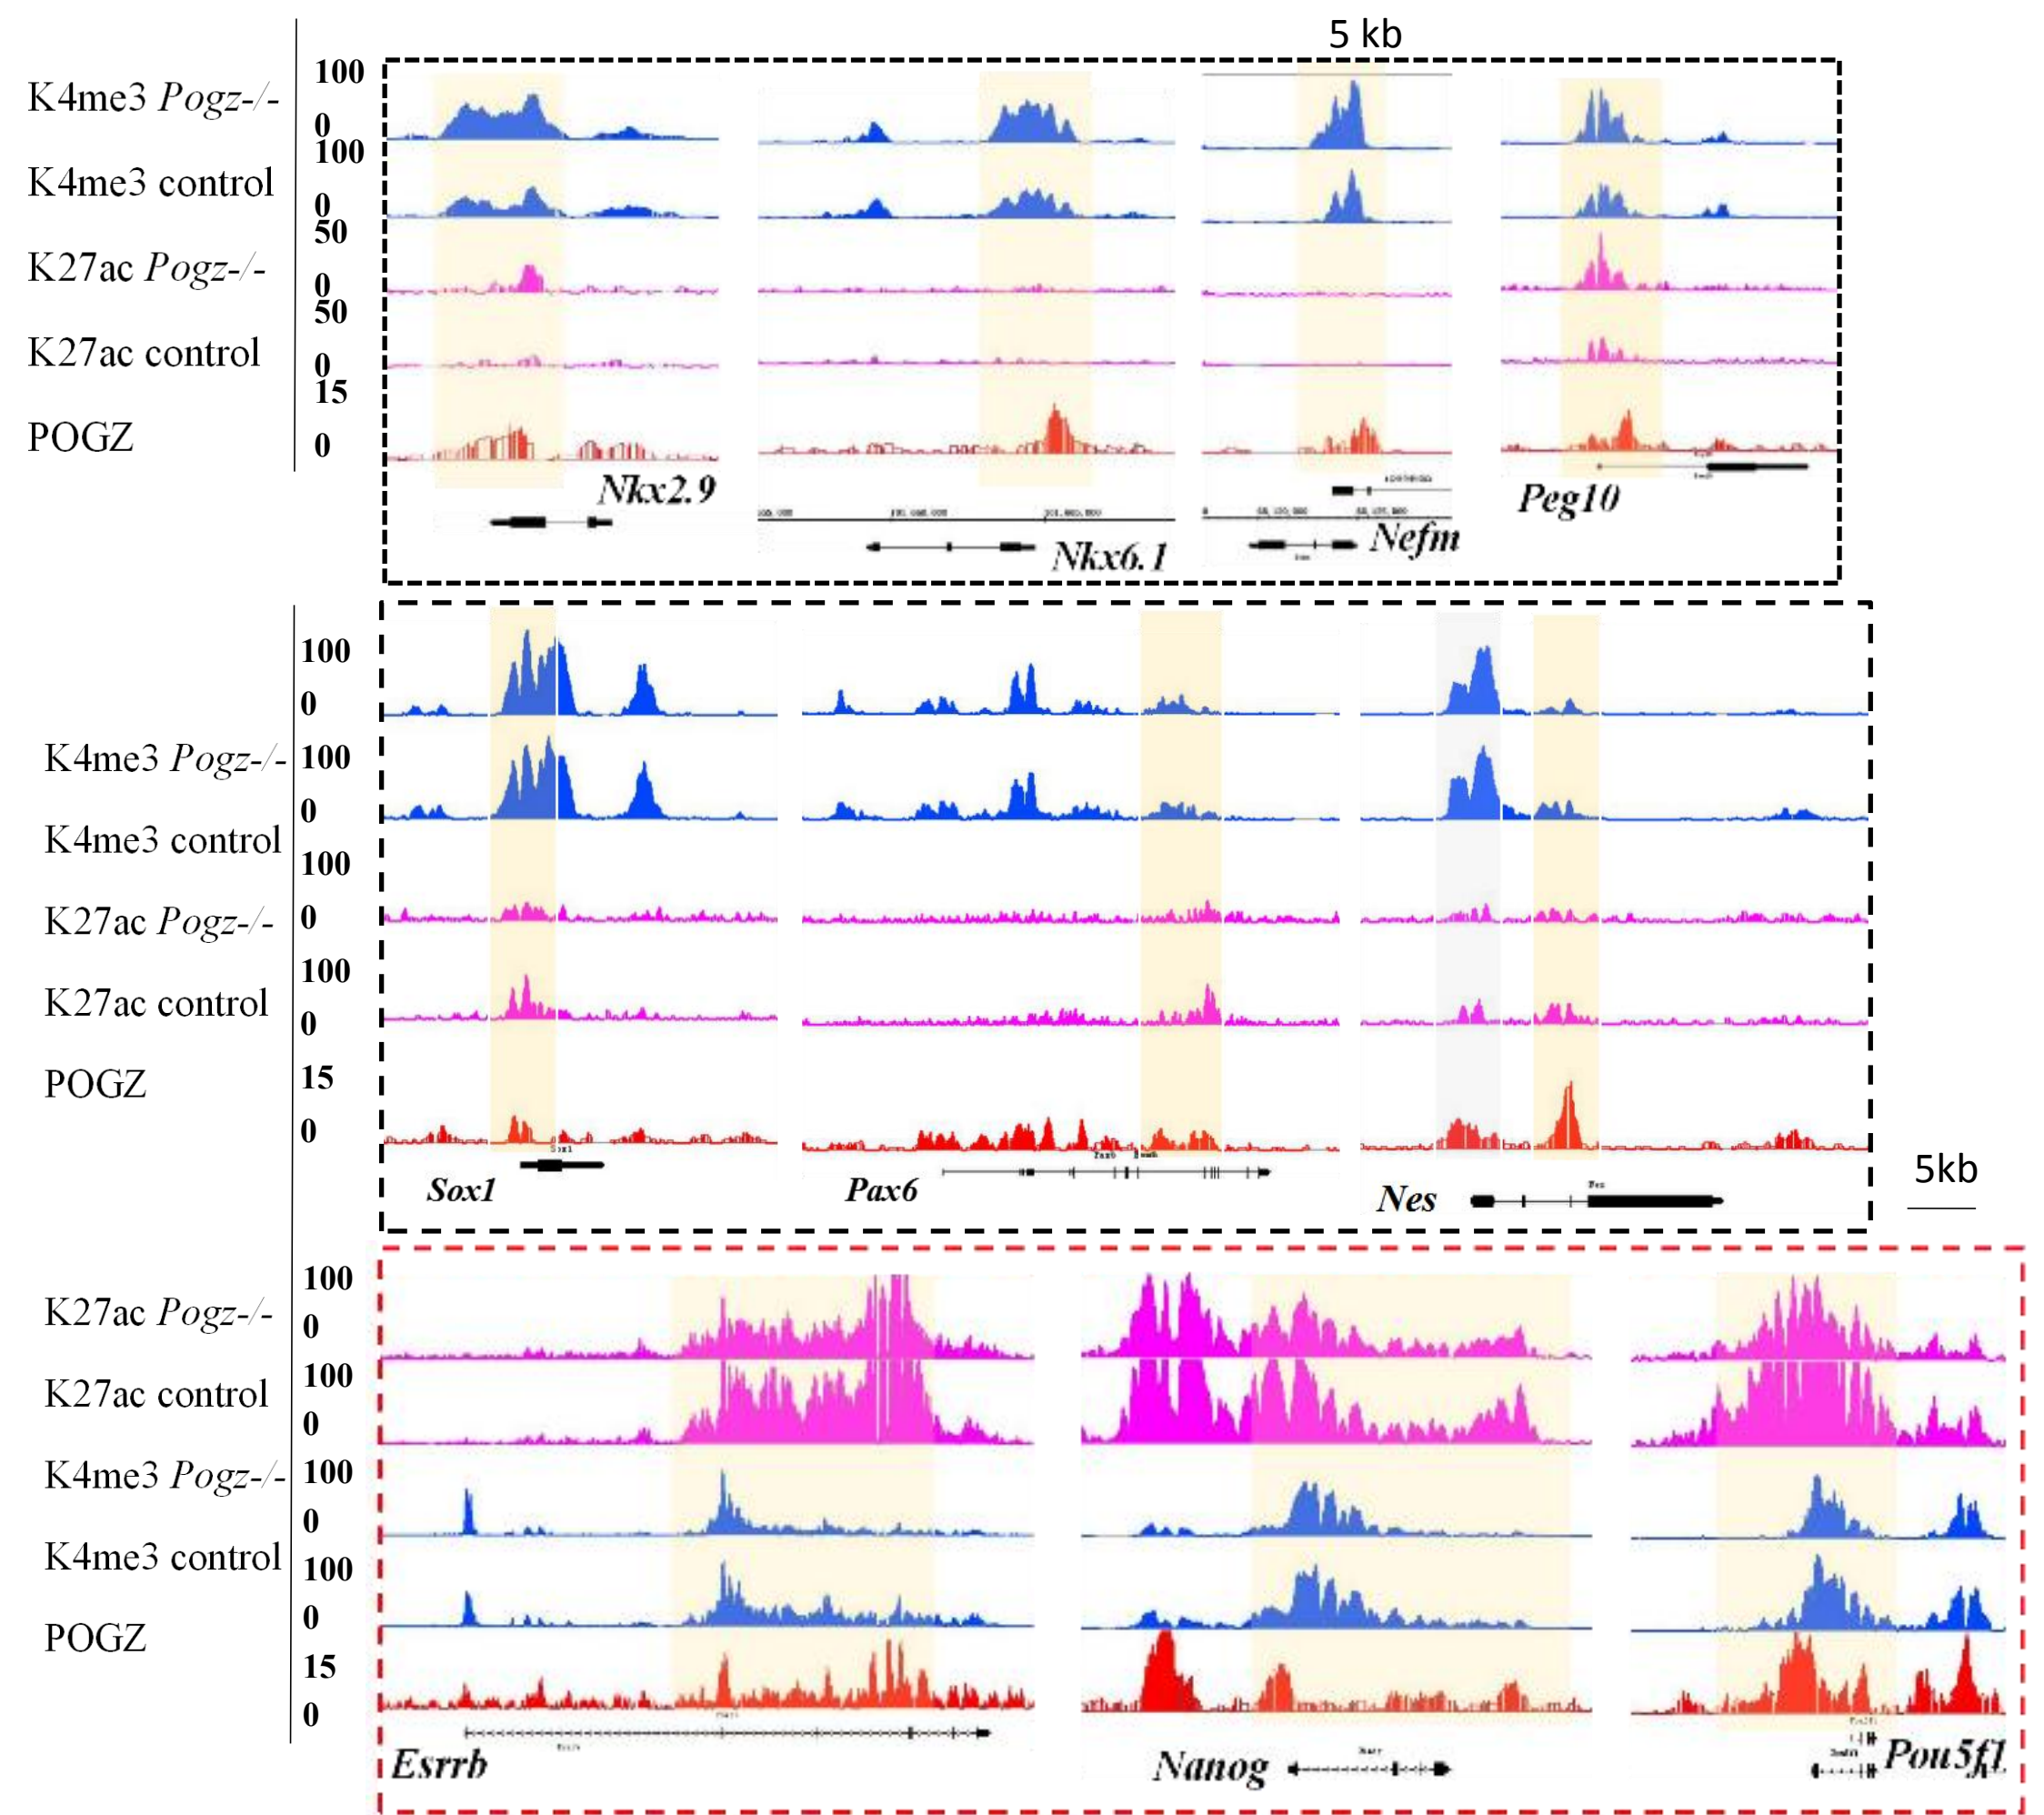 5 kb
K4me3 Pogz-/-
100
0
K4me3 control
100
0
K27ac Pogz-/-
50
0
K27ac control
50
0
POGZ
15
0
Nkx2.9
Nkx6.1
Nefm
Peg10
100
0
K4me3 Pogz-/-
100
0
K4me3 control
100
K27ac Pogz-/-
0
100
K27ac control
0
POGZ
15
0
Sox1
Pax6
Nes
5kb
100
K27ac Pogz-/-
0
100
K27ac control
0
K4me3 Pogz-/-
100
0
K4me3 control
100
0
POGZ
15
0
Esrrb
Nanog
Pou5f1